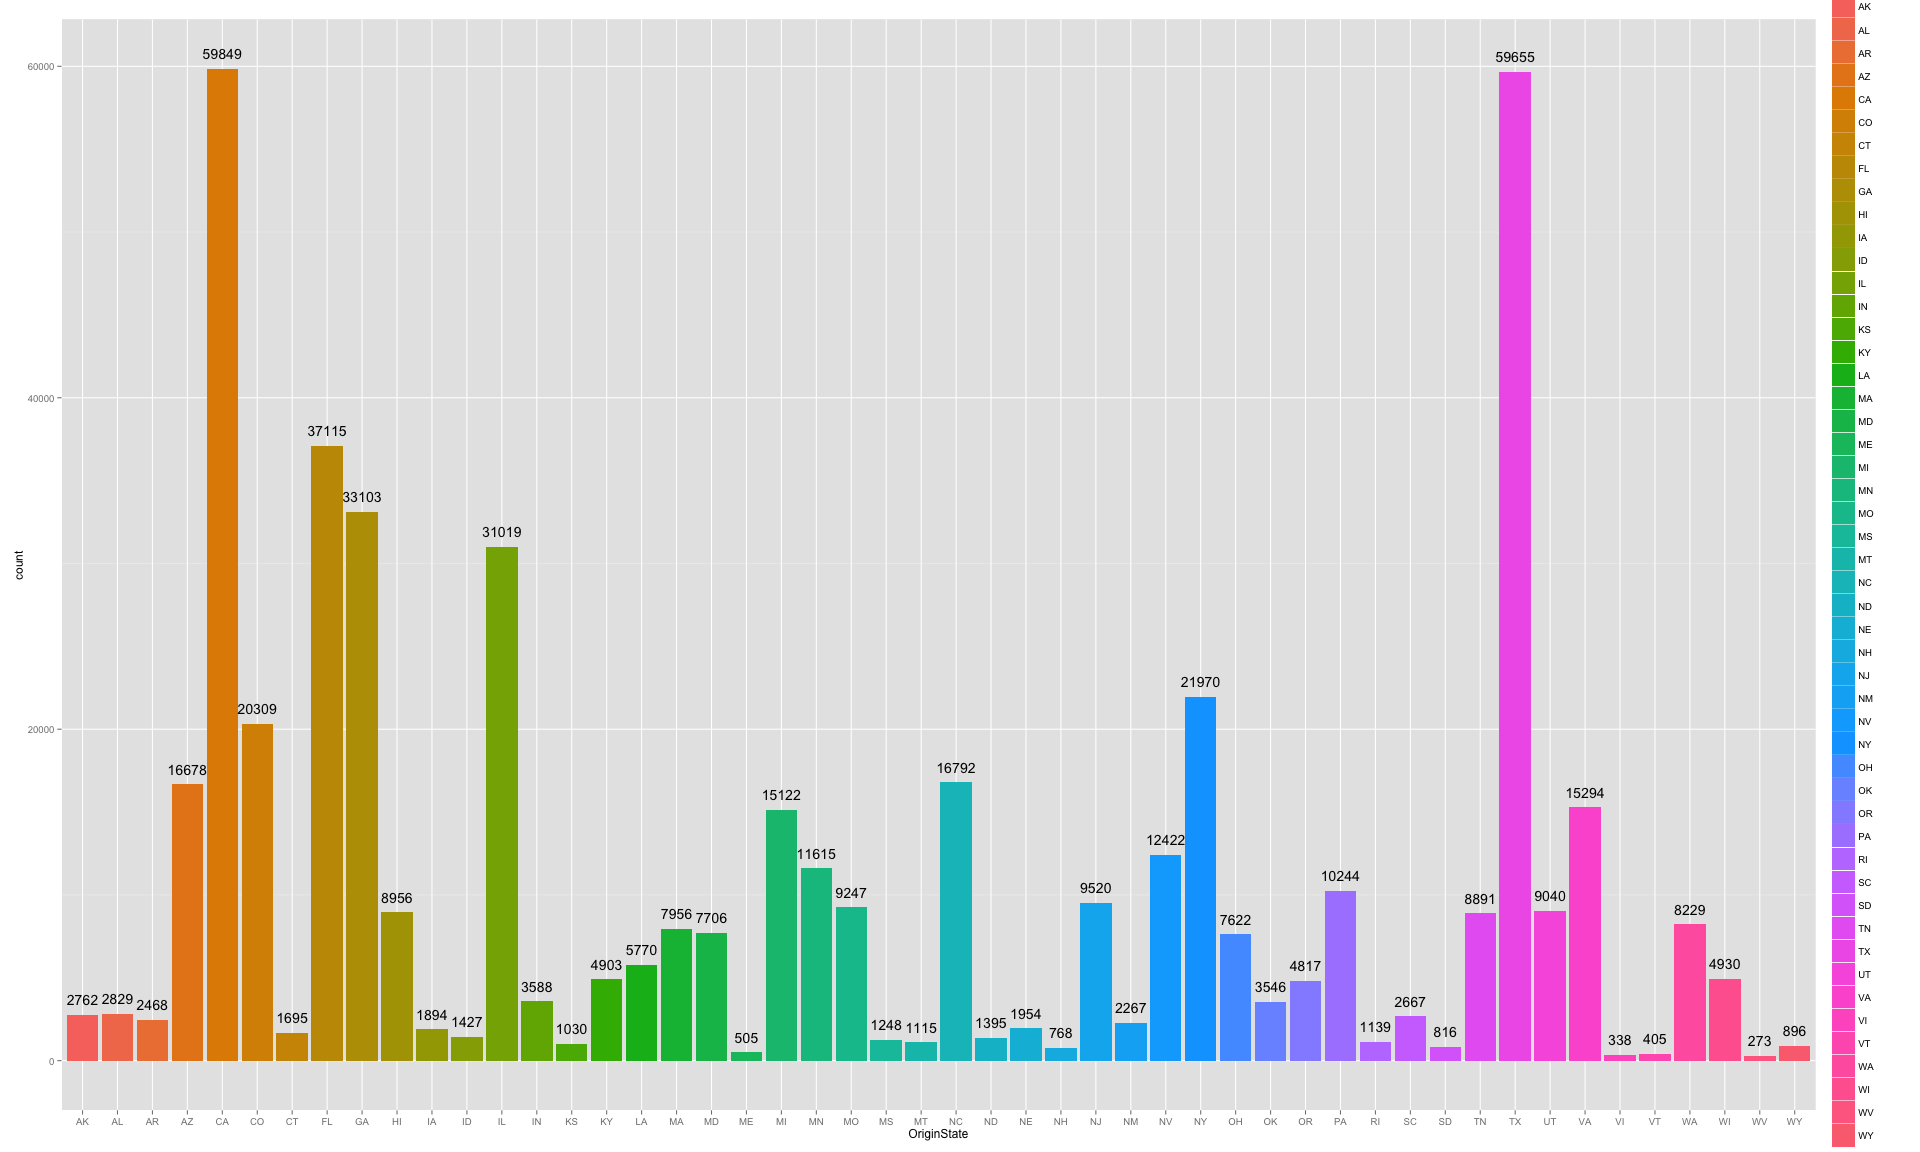 60000
40000
20000
0
count
2762
2829
2468
16678
59849
20309
1695
37115
33103
8956
1894
1427
31019
3588
1030
4903
5770
7956
7706
505
15122
11615
9247
1248
1115
16792
1395
1954
768
9520
2267
12422
21970
7622
3546
4817
10244
1139
2667
816
8891
59655
9040
15294
338
405
8229
4930
273
896
AK AL AR AZ CA CO CT FL GA HI IA ID IL IN KS KY LA MA MD ME MI MN MO MS MT NC ND NE NH NJ NM NV NY OH OK OR PA RI SC SD TN TX UT VA VI VT WA WI WV WY
OriginState
AK
AL
AR
AZ
CA
CO
CT
FL
GA
HI
IA
ID
IL
IN
KS
KY
LA
MA
MD
ME
MI
MN
MO
MS
MT
NC
ND
NE
NH
NJ
NM
NV
NY
OH
OK
OR
PA
RI
SC
SD
TN
TX
UT
VA
VI
VT
WA
WI
WV
WY